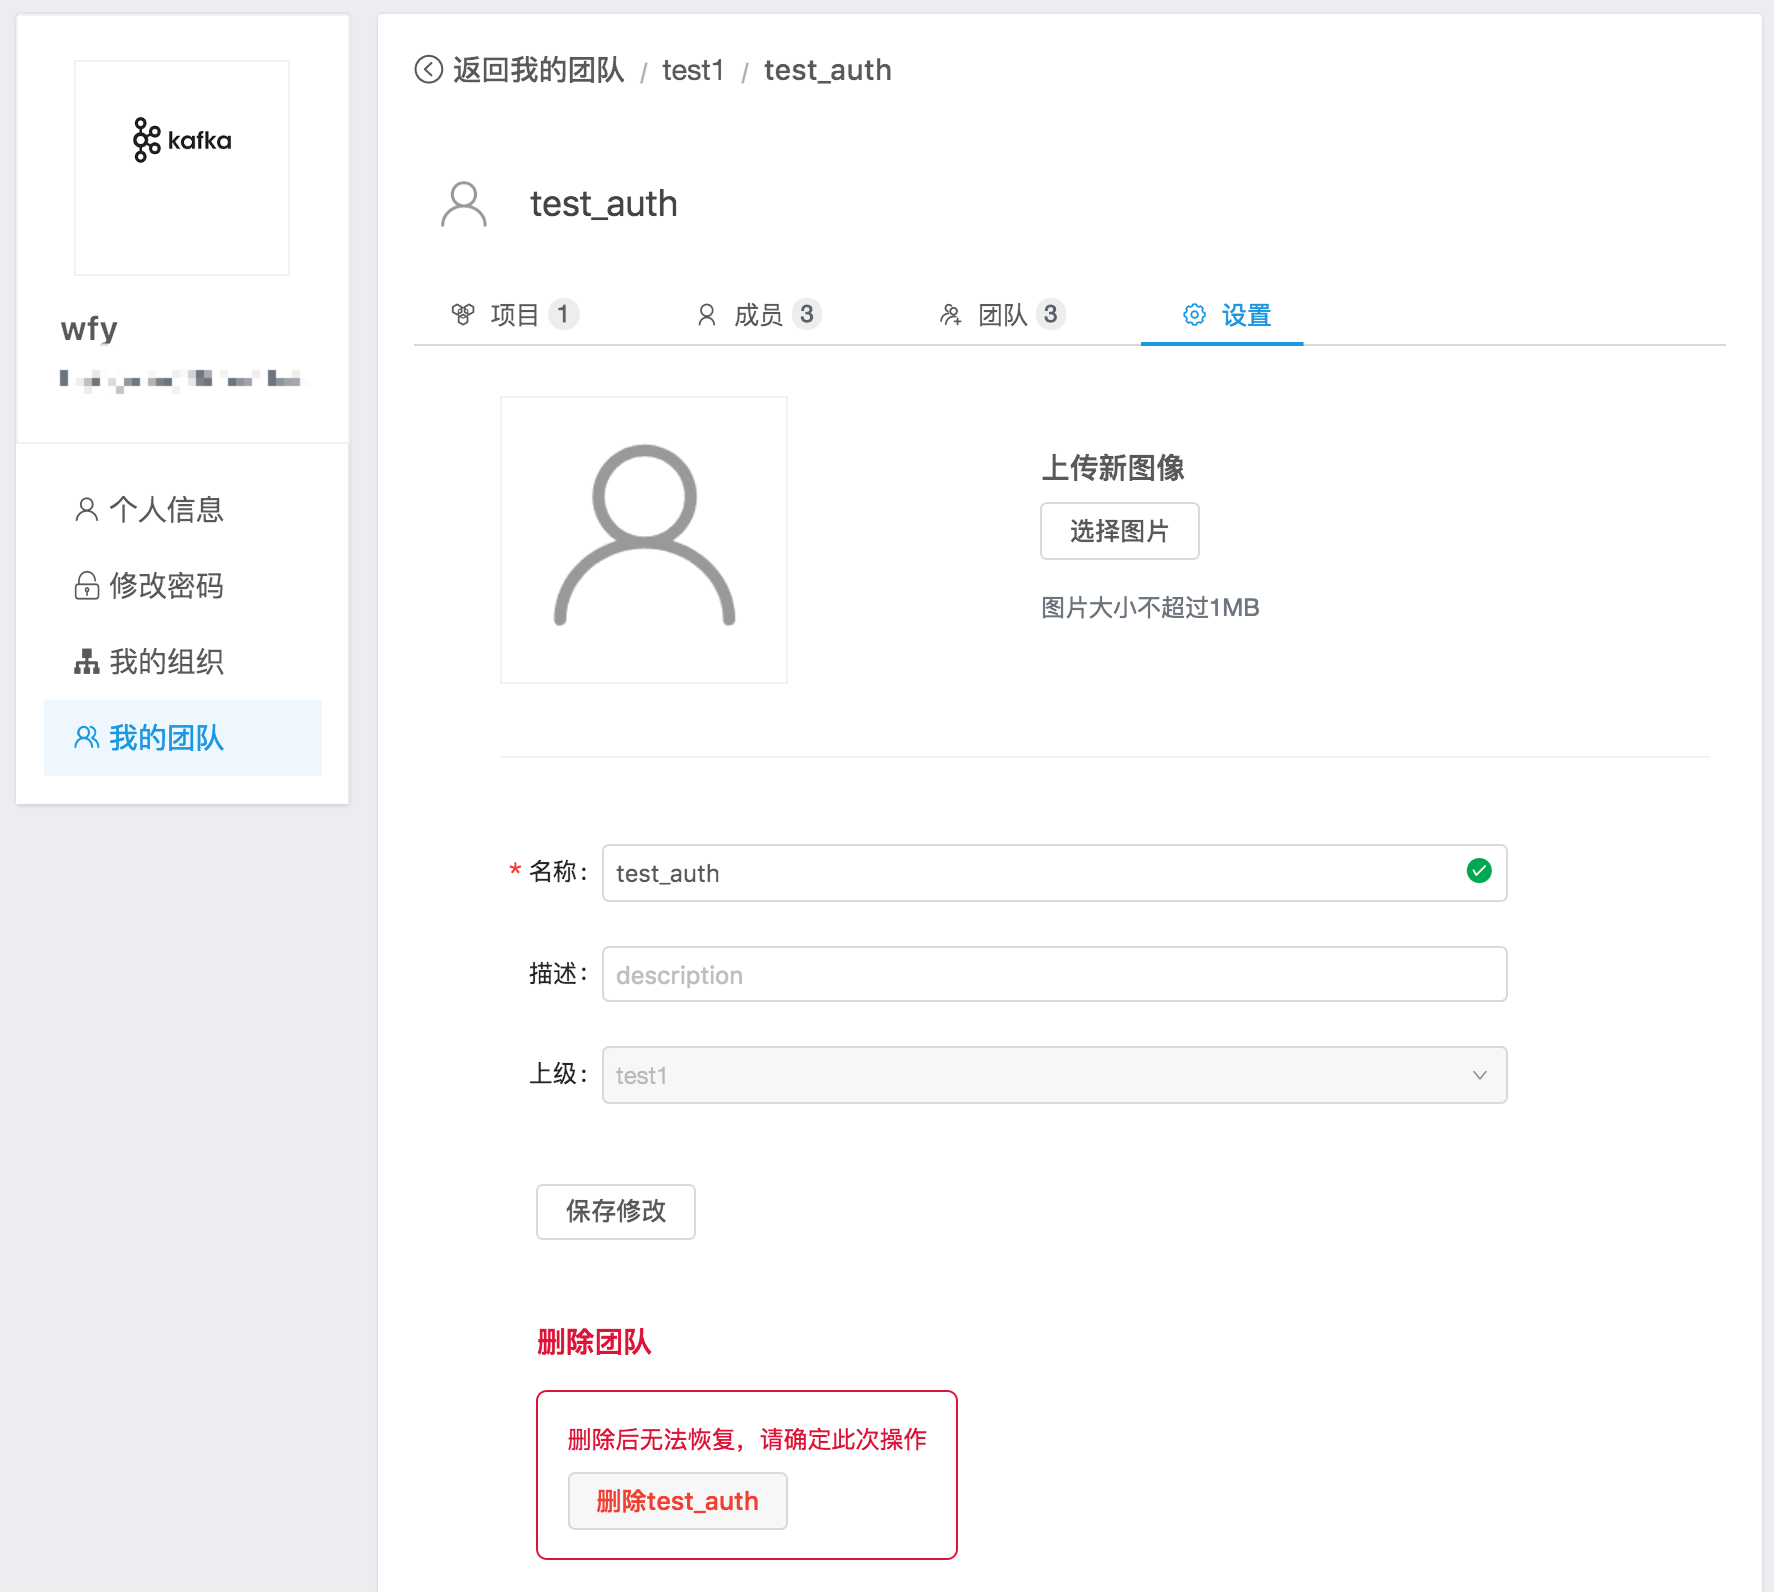 kafka
wfy
个人信息
修改密码
我的组织
我的团队
返回我的团队 / test1 / test_auth
test_auth
项目 1
成员 3
团队 3
设置
上传新图像
选择图片
图片大小不超过1MB
* 名称: test_auth
描述: description
上级: test1
保存修改
删除团队
删除后无法恢复，请确定此次操作
删除test_auth